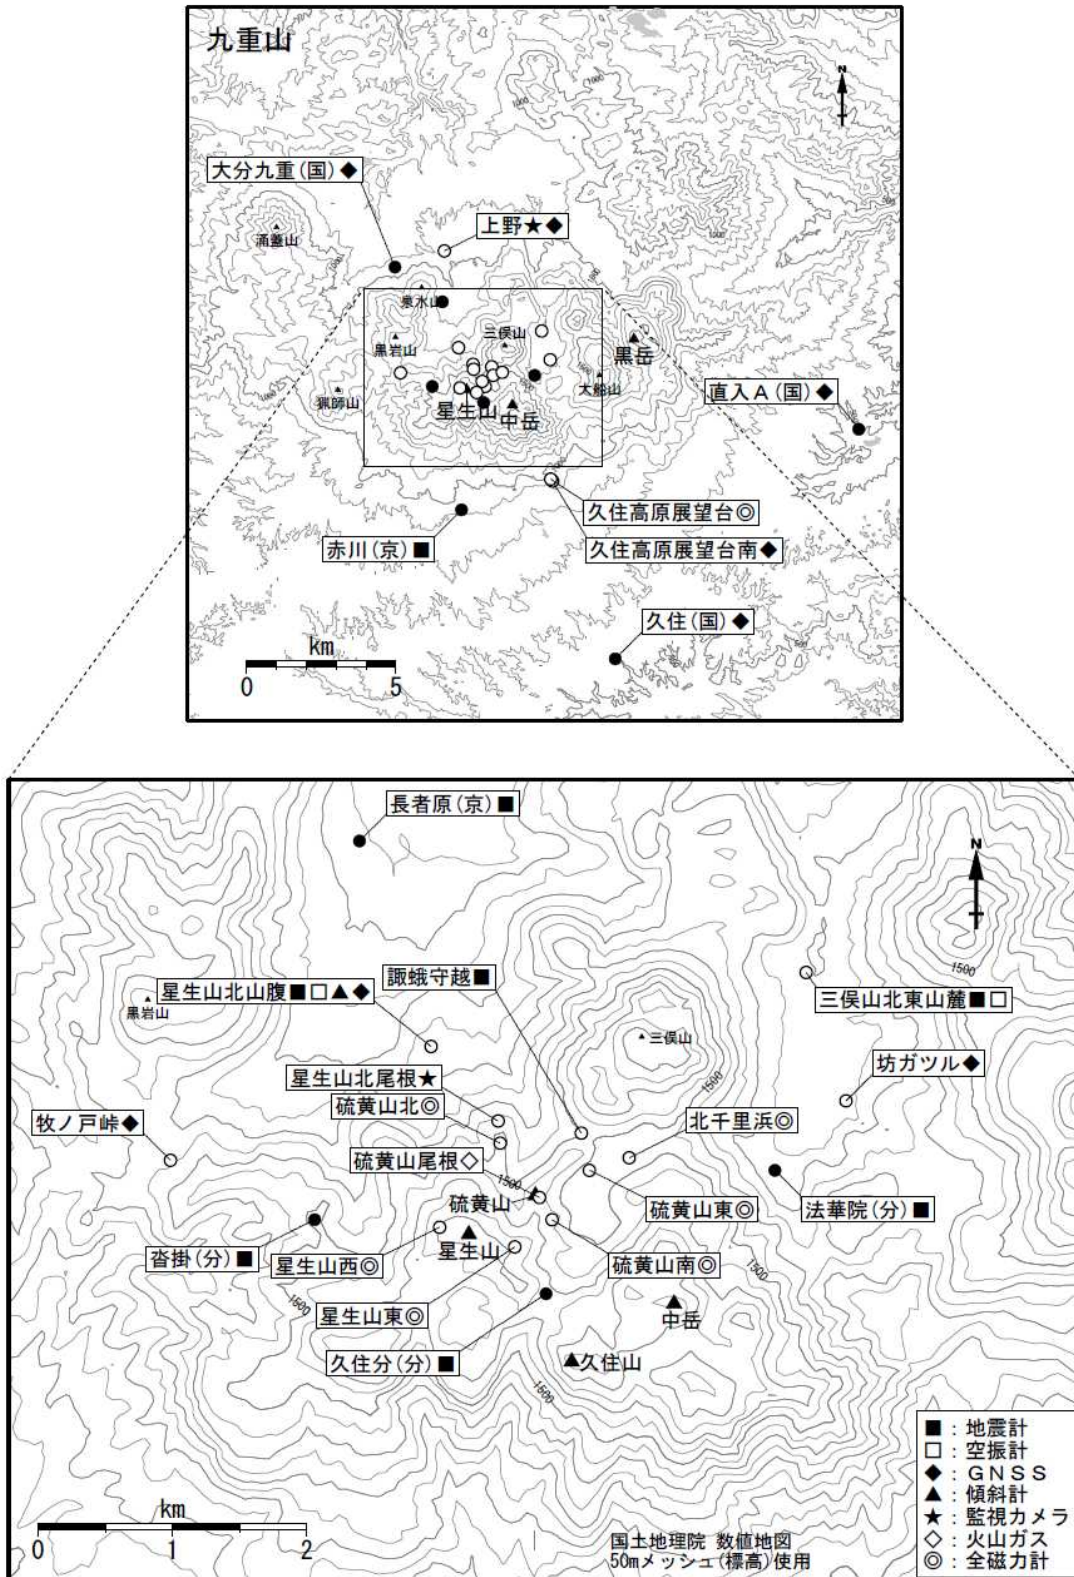 九重山
N
大分九重(国)◆
上野★◆
涌蓋山
泉水山
黒岩山
三俣山
黒岳
猟師山
大船山
星生山
中岳
直入A(国)◆
久住高原展望台◎
久住高原展望台南◆
赤川(京)■
久住(国)◆
km
0 5
長者原(京)■
N
諏蛾守越■
星生山北山腹■□▲◆
黒岩山
三俣山
1500
三俣山北東山麓■□
星生山北尾根★
1500
坊ガツル◆
硫黄山北◎
牧ノ戸峠◆
北千里浜◎
硫黄山尾根◇
1500
硫黄山
硫黄山東◎
法華院(分)■
沓掛(分)■
星生山西◎
星生山
硫黄山南◎
1500
1500
星生山東◎
中岳
久住分(分)■
久住山
1500
■:地震計
□:空振計
◆:GNSS
▲:傾斜計
★:監視カメラ
◇:火山ガス
◎:全磁力計
km
0 1 2
国土地理院 数値地図
50mメッシュ(標高)使用